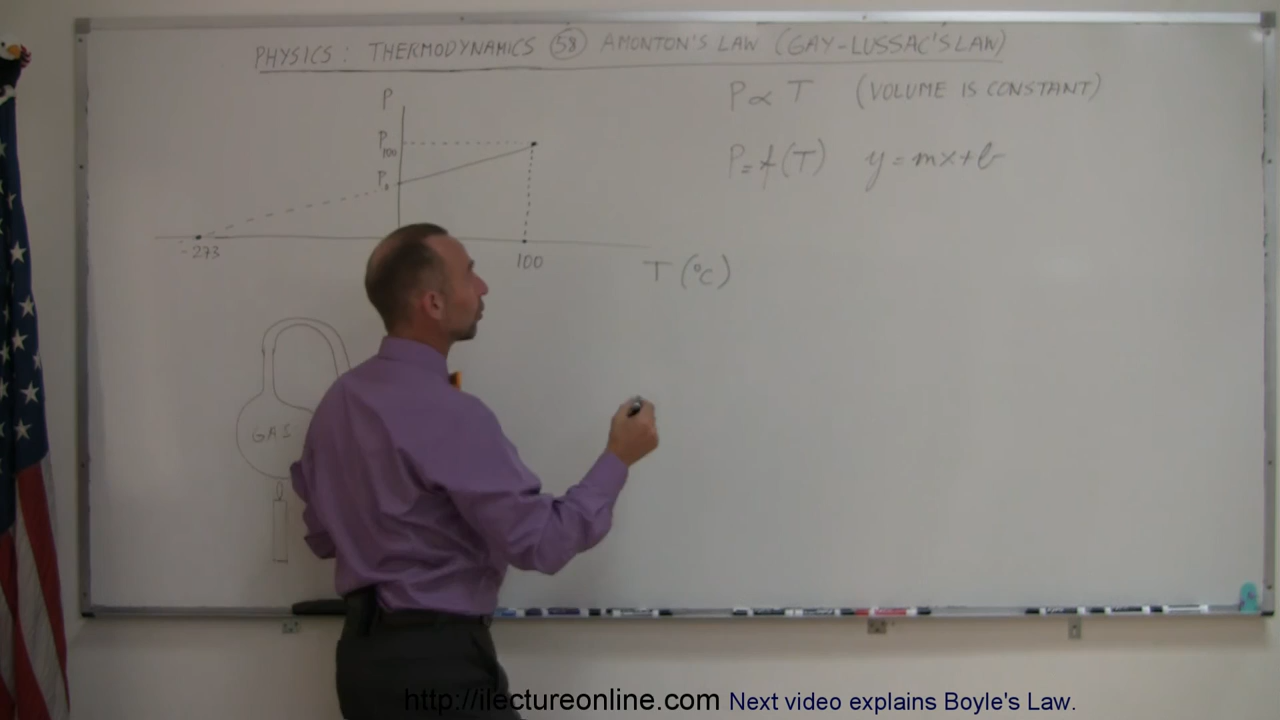 PHYSICS: THERMODYNAMICS 58 AMONTON'S LAW (GAY-LUSSAC'S LAW)
P
P100
P0
-273
100
T (°C)
P ∝ T (VOLUME IS CONSTANT)
P = f(T) y = mx + b
GAS
http://ilectureonline.com Next video explains Boyle's Law.